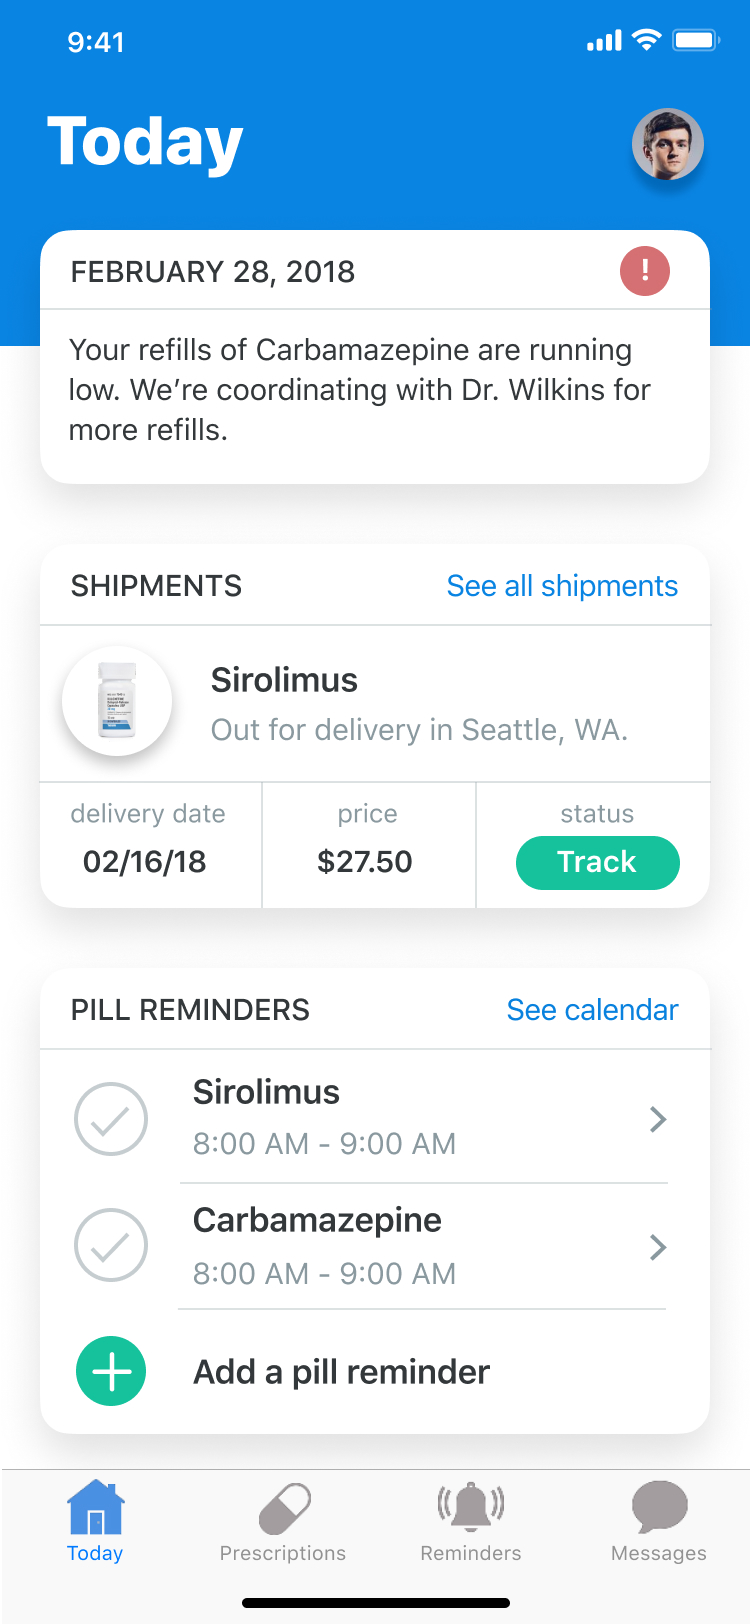 9:41
Today
FEBRUARY 28, 2018
!
Your refills of Carbamazepine are running
low. We’re coordinating with Dr. Wilkins for
more refills.
SHIPMENTS
See all shipments
Sirolimus
Out for delivery in Seattle, WA.
delivery date
price
status
02/16/18
$27.50
Track
PILL REMINDERS
See calendar
Sirolimus
8:00 AM - 9:00 AM
Carbamazepine
8:00 AM - 9:00 AM
Add a pill reminder
Today
Prescriptions
Reminders
Messages